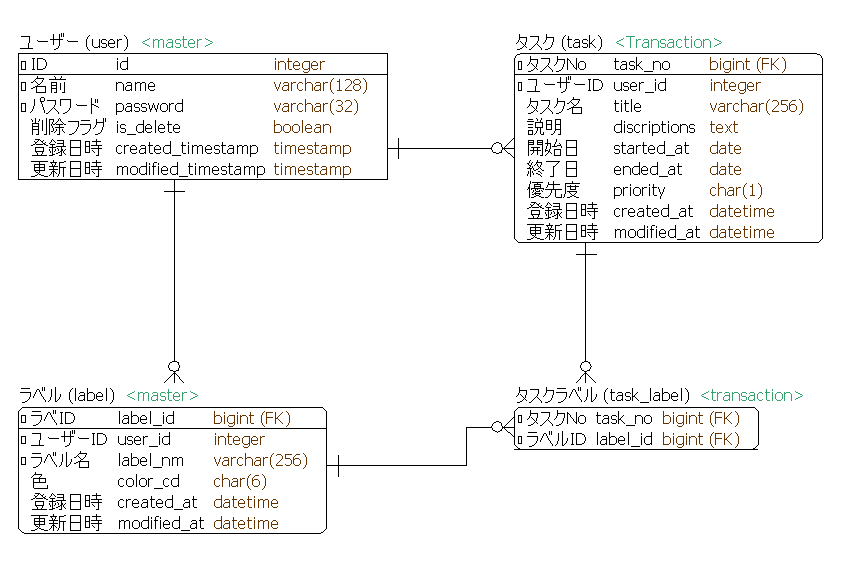 ユーザー (user) <master>
ID id integer
名前 name varchar(128)
パスワード password varchar(32)
削除フラグ is_delete boolean
登録日時 created_timestamp timestamp
更新日時 modified_timestamp timestamp
タスク (task) <Transaction>
タスクNo task_no bigint (FK)
ユーザーID user_id integer
タスク名 title varchar(256)
説明 discriptions text
開始日 started_at date
終了日 ended_at date
優先度 priority char(1)
登録日時 created_at datetime
更新日時 modified_at datetime
ラベル (label) <master>
ラベID label_id bigint (FK)
ユーザーID user_id integer
ラベル名 label_nm varchar(256)
色 color_cd char(6)
登録日時 created_at datetime
更新日時 modified_at datetime
タスクラベル (task_label) <transaction>
タスクNo task_no bigint (FK)
ラベルID label_id bigint (FK)